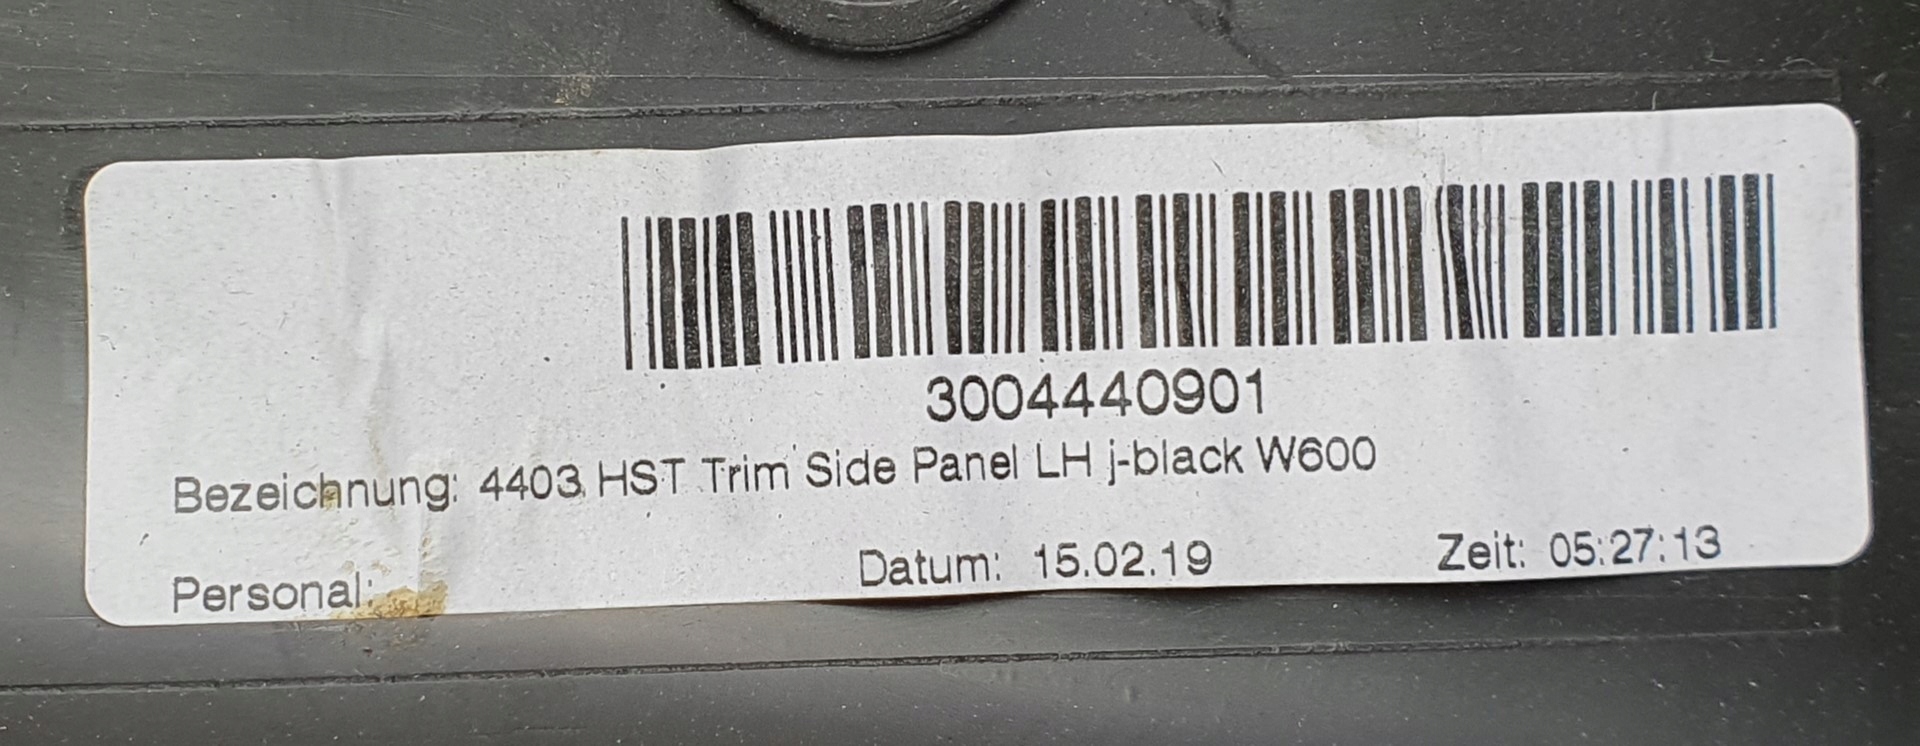 3004440901
Bezeichnung: 4403 HST Trim Side Panel LH j-black W600
Personal: Datum: 15.02.19 Zeit: 05:27:13